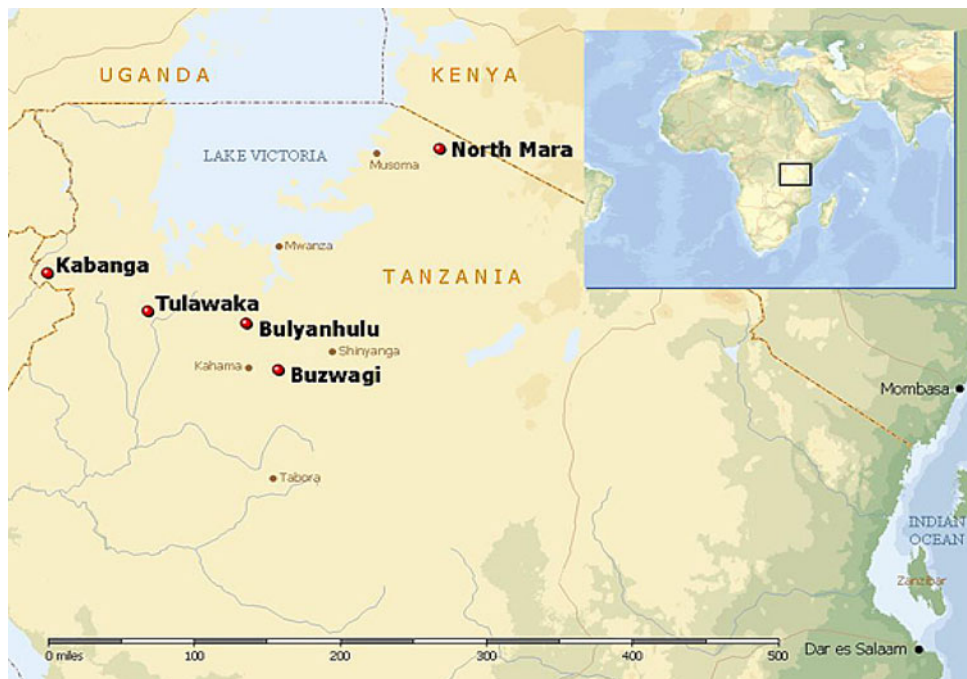 UGANDA
KENYA
LAKE VICTORIA
Musoma
North Mara
Mwanza
Kabanga
TANZANIA
Tulawaka
Bulyanhulu
Shinyanga
Kahama
Buzwagi
Mombasa
Tabora
INDIAN
OCEAN
Zanzibar
0 miles 100 200 300 400 500
Dar es Salaam